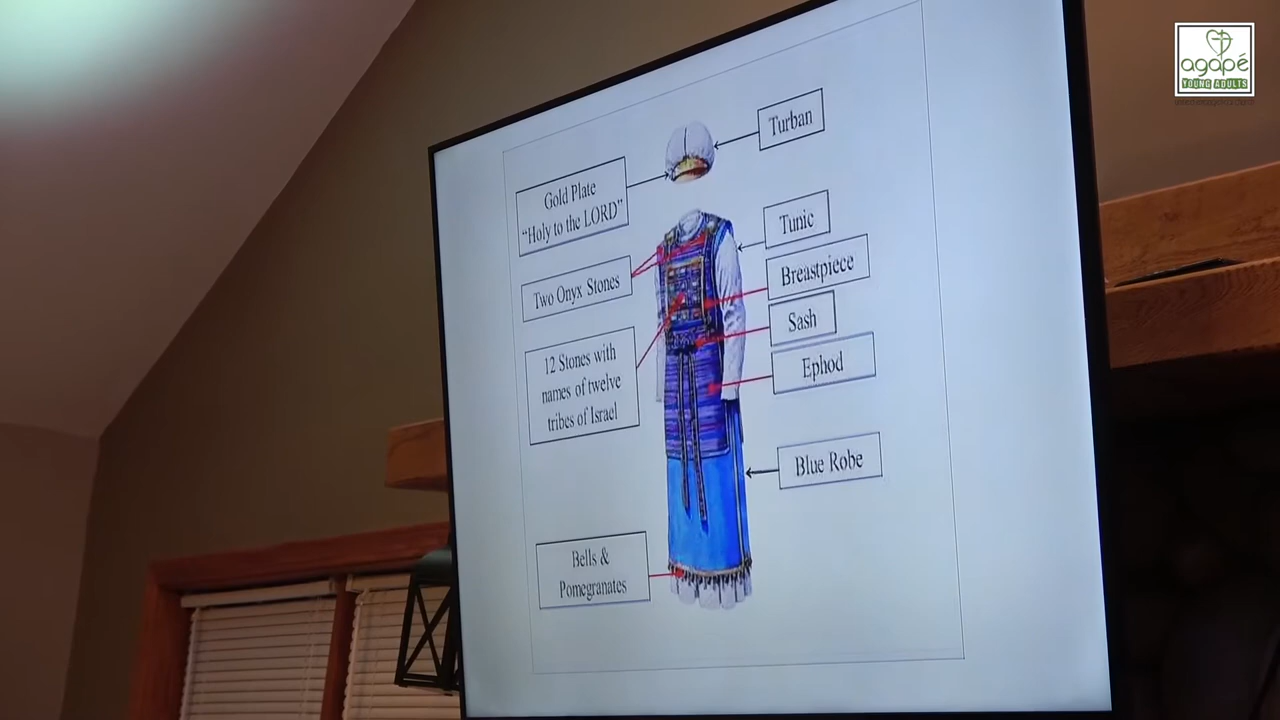 agapé
YOUNG ADULTS
Turban
Gold Plate
“Holy to the LORD”
Tunic
Two Onyx Stones
Breastpiece
Sash
12 Stones with
names of twelve
tribes of Israel
Ephod
Blue Robe
Bells &
Pomegranates